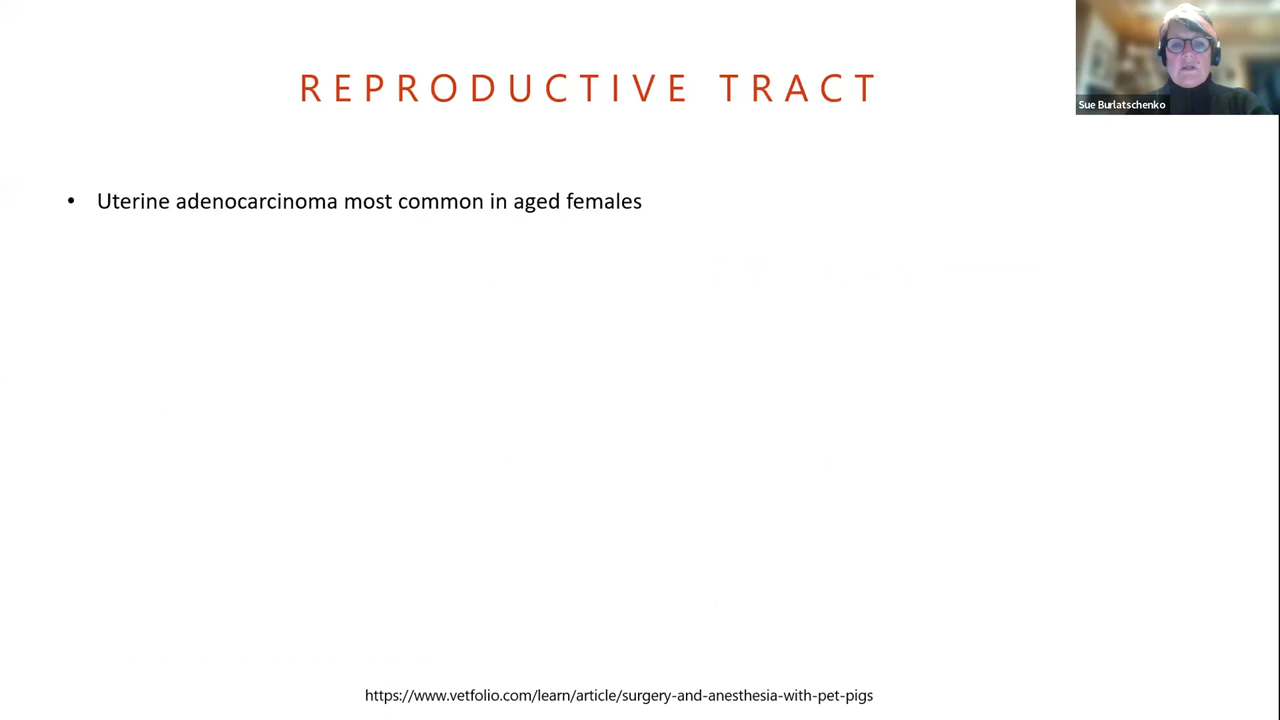 REPRODUCTIVE TRACT
Sue Burlatschenko
• Uterine adenocarcinoma most common in aged females
https://www.vetfolio.com/learn/article/surgery-and-anesthesia-with-pet-pigs